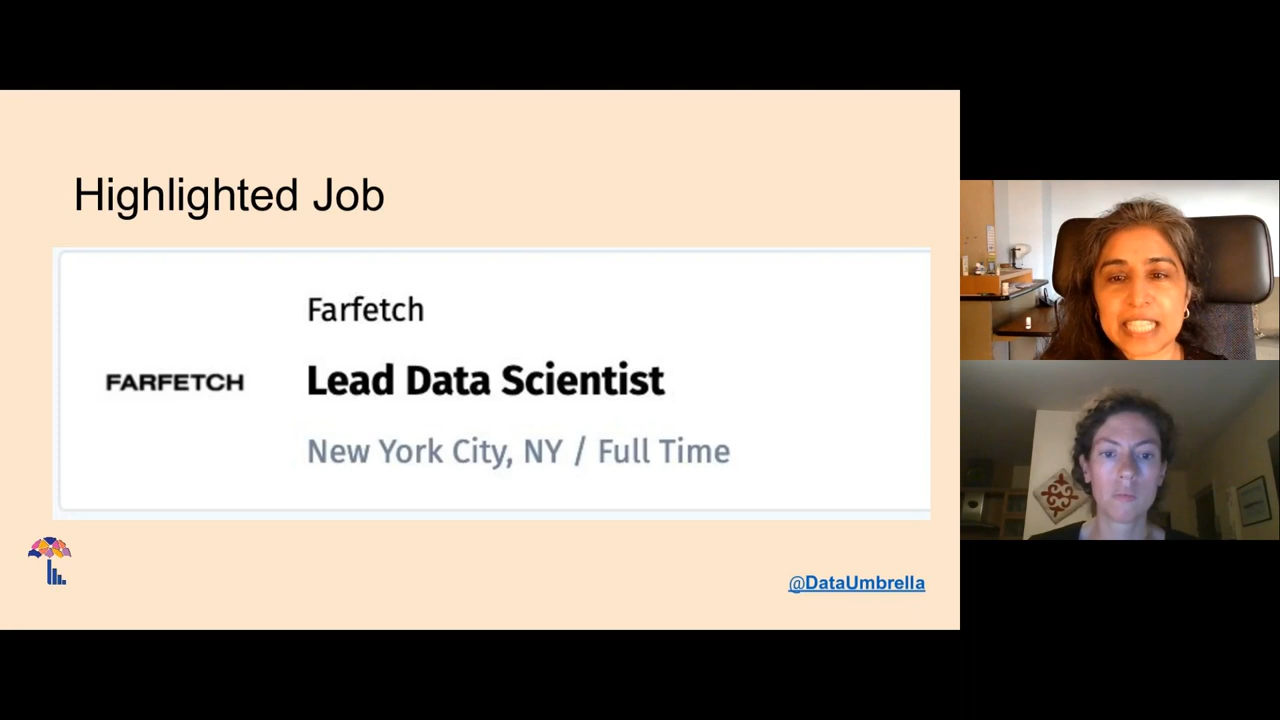 Highlighted Job
Farfetch
FARFETCH
Lead Data Scientist
New York City, NY / Full Time
@DataUmbrella